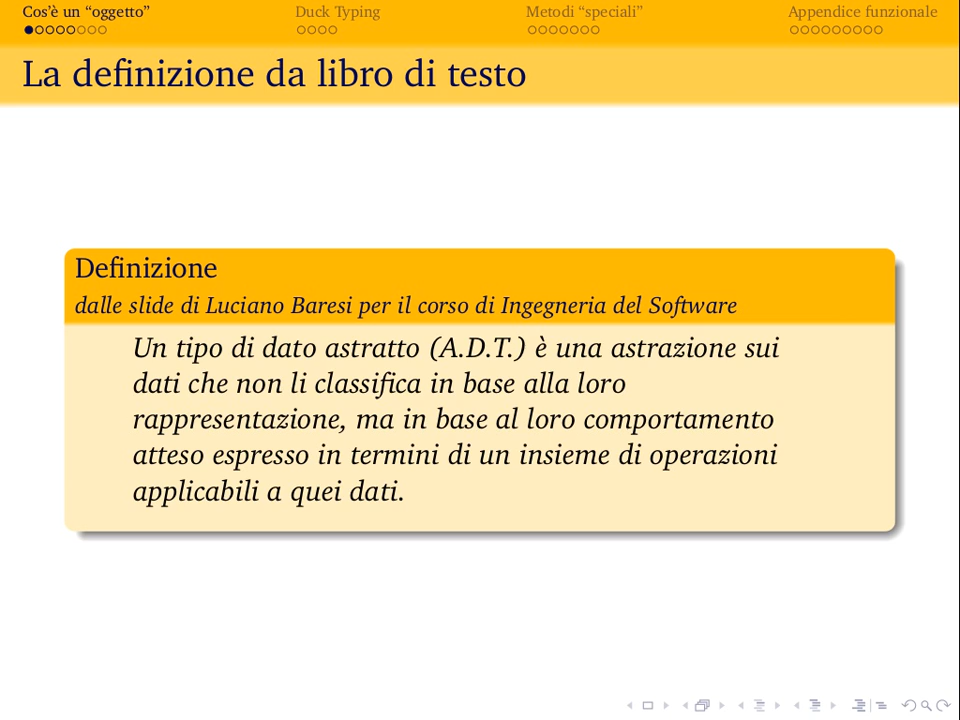 Cos'è un “oggetto”
Duck Typing
Metodi “speciali”
Appendice funzionale
La definizione da libro di testo
Definizione
dalle slide di Luciano Baresi per il corso di Ingegneria del Software
Un tipo di dato astratto (A.D.T.) è una astrazione sui
dati che non li classifica in base alla loro
rappresentazione, ma in base al loro comportamento
atteso espresso in termini di un insieme di operazioni
applicabili a quei dati.